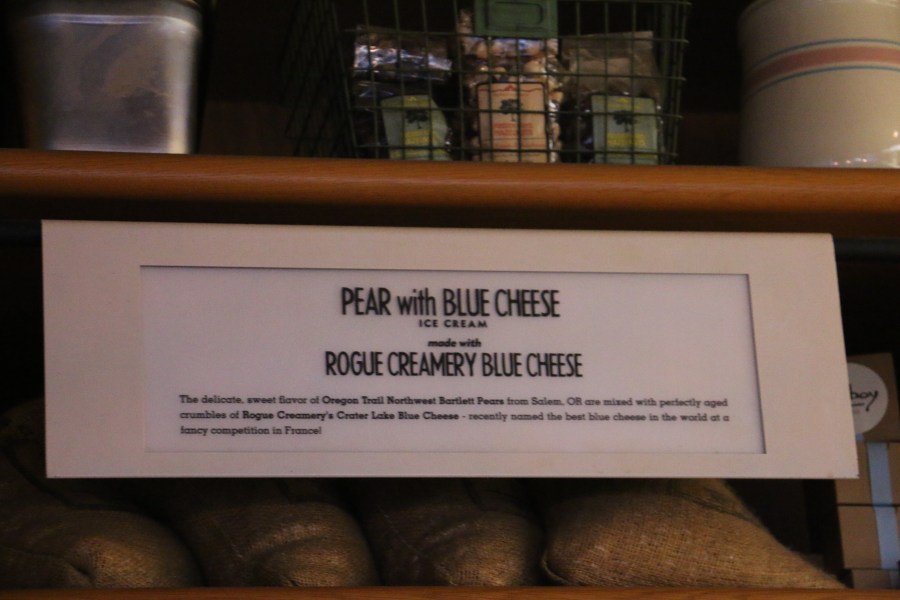 PEAR with BLUE CHEESE
ICE CREAM
made with
ROGUE CREAMERY BLUE CHEESE
The delicate, sweet flavor of Oregon Trail Northwest Bartlett Pears from Salem, OR are mixed with perfectly aged
crumbles of Rogue Creamery's Crater Lake Blue Cheese - recently named the best blue cheese in the world at a
fancy competition in France!